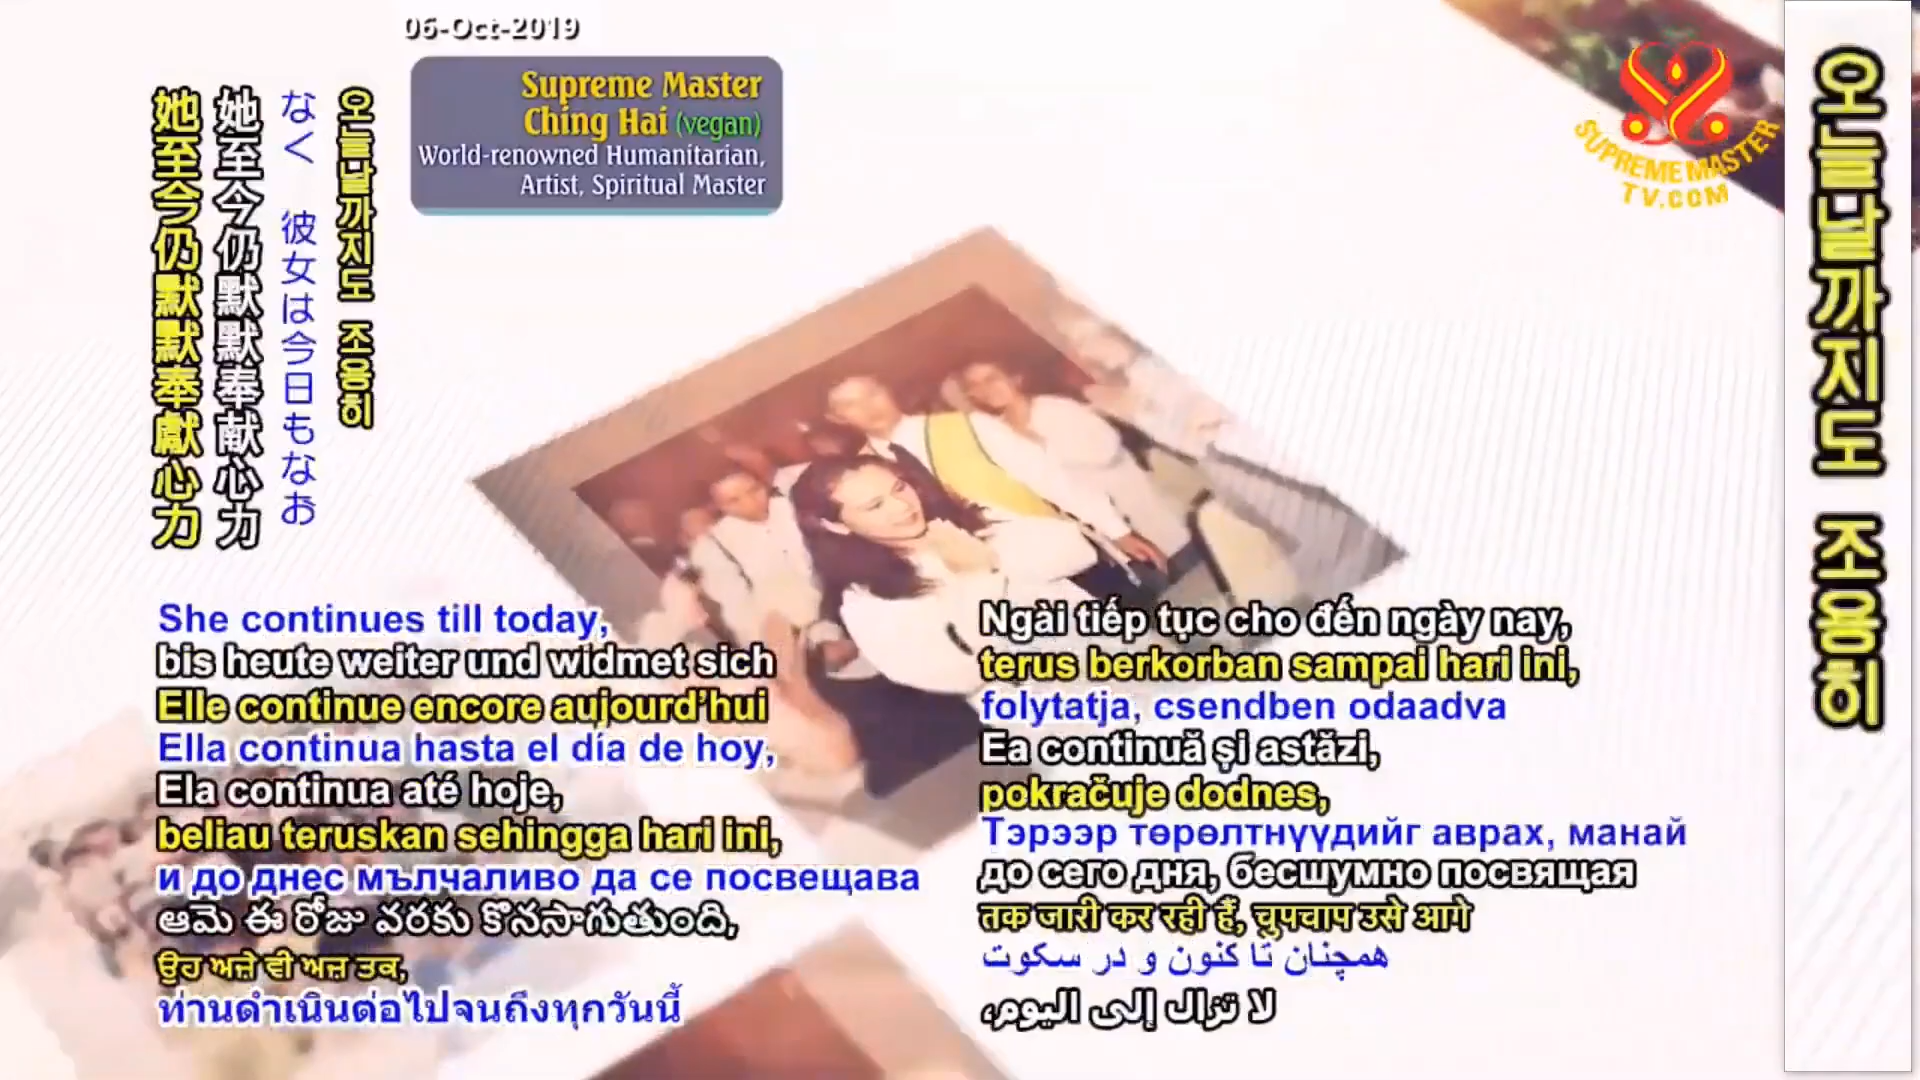 06-Oct-2019
Supreme Master
Ching Hai (vegan)
World-renowned Humanitarian,
Artist, Spiritual Master
SUPREME MASTER
TV.COM
오늘날까지도 조용히
오늘날까지도 조용히
なく 彼女は今日もなお
她至今仍默默奉献心力
她至今仍默默奉獻心力
She continues till today,
bis heute weiter und widmet sich
Elle continue encore aujourd'hui
Ella continua hasta el día de hoy,
Ela continua até hoje,
beliau teruskan sehingga hari ini,
и до днес мълчаливо да се посвещава
ఆమె ఈ రోజు వరకు కొనసాగుతుంది,
ਉਹ ਅਜੇ ਵੀ ਅਜ਼ ਤਕ,
ท่านดำเนินต่อไปจนถึงทุกวันนี้
Ngài tiếp tục cho đến ngày nay,
terus berkorban sampai hari ini,
folytatja, csendben odaadva
Ea continuă și astăzi,
pokračuje dodnes,
Тэрээр төрөлтнүүдийг аврах, манай
до сего дня, бесшумно посвящая
तक जारी कर रही हैं, चुपचाप उसे आगे
همچنان تا کنون و در سکوت
لا تزال إلى اليوم،